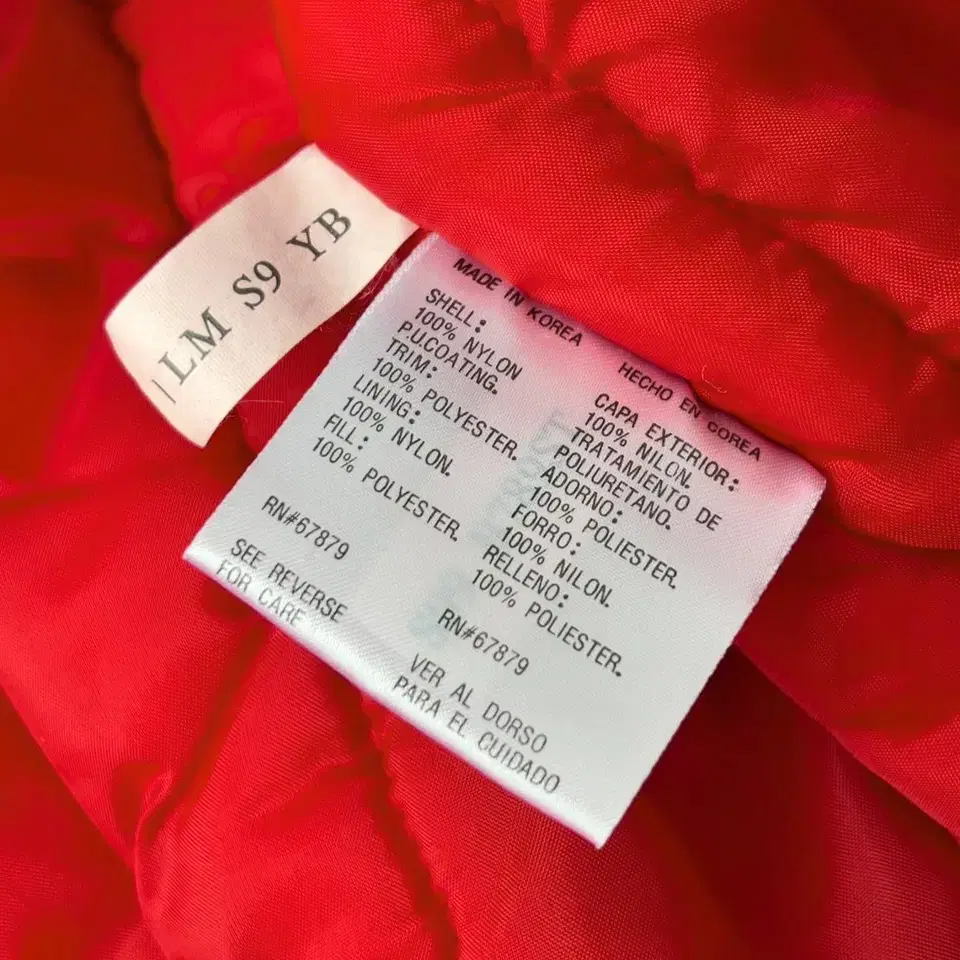 LM S9 YB
MADE IN KOREA
SHELL:
100% NYLON
P.U.COATING.
TRIM:
100% POLYESTER.
LINING:
100% NYLON.
FILL:
100% POLYESTER.
RN#67879
SEE REVERSE
FOR CARE
HECHO EN COREA
CAPA EXTERIOR:
100% NILON.
TRATAMIENTO DE
POLIURETANO.
ADORNO:
100% POLIESTER.
FORRO:
100% NILON.
RELLENO:
100% POLIESTER.
RN#67879
VER AL DORSO
PARA EL CUIDADO